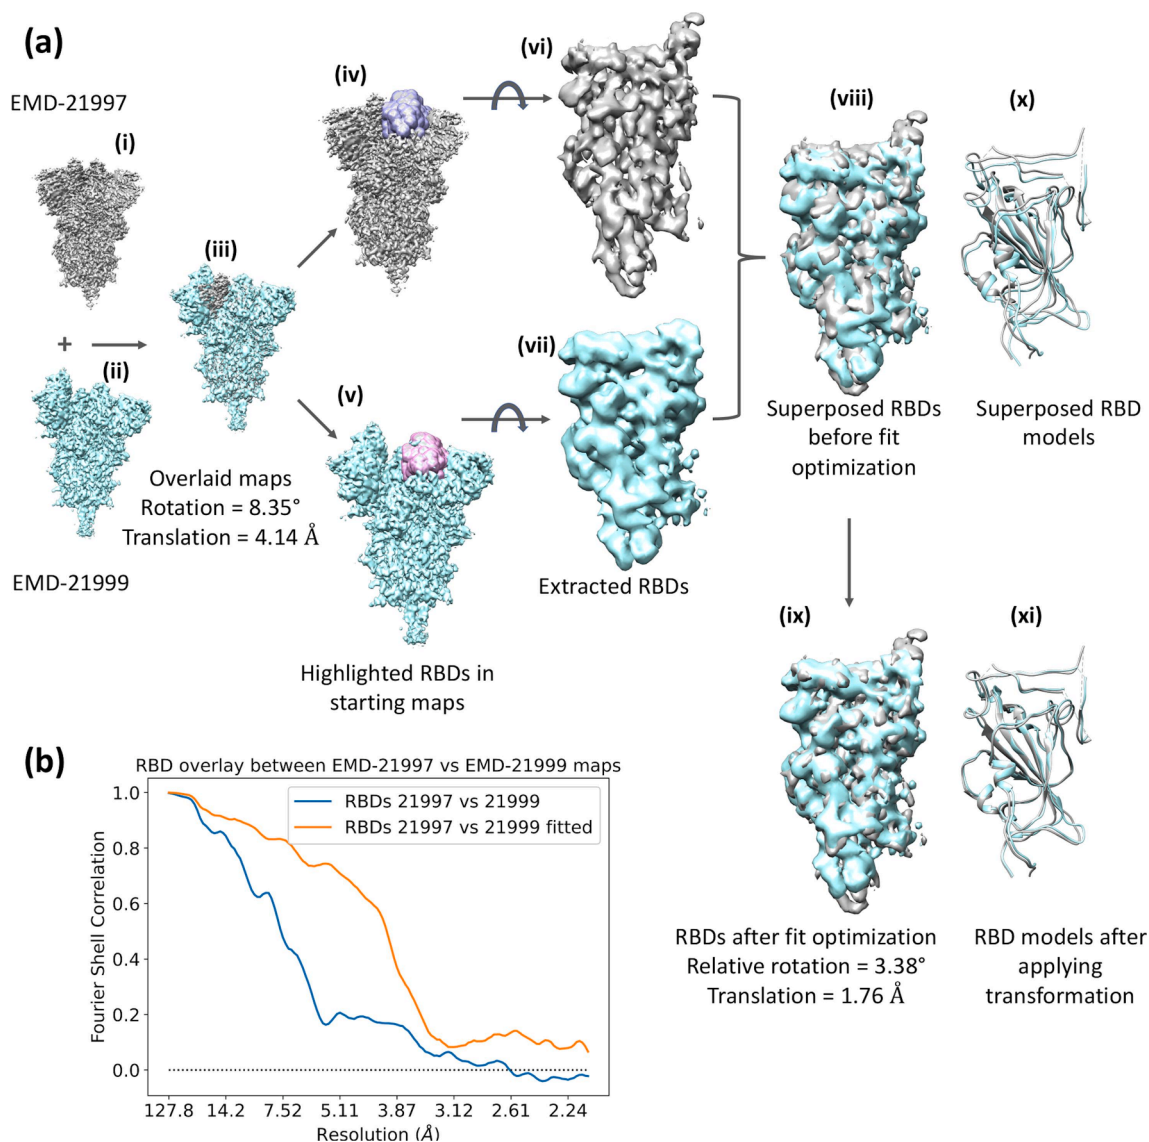 (a)
EMD-21997
(i)
(ii)
EMD-21999
(iii)
Overlaid maps
Rotation = 8.35°
Translation = 4.14 Å
(iv)
(v)
Highlighted RBDs in
starting maps
(vi)
(vii)
Extracted RBDs
(viii)
Superposed RBDs
before fit
optimization
(x)
Superposed RBD
models
(ix)
RBDs after fit optimization
Relative rotation = 3.38°
Translation = 1.76 Å
(xi)
RBD models after
applying
transformation
(b)
RBD overlay between EMD-21997 vs EMD-21999 maps
RBDs 21997 vs 21999
RBDs 21997 vs 21999 fitted
Fourier Shell Correlation
1.0
0.8
0.6
0.4
0.2
0.0
127.8 14.2 7.52 5.11 3.87 3.12 2.61 2.24
Resolution (Å)